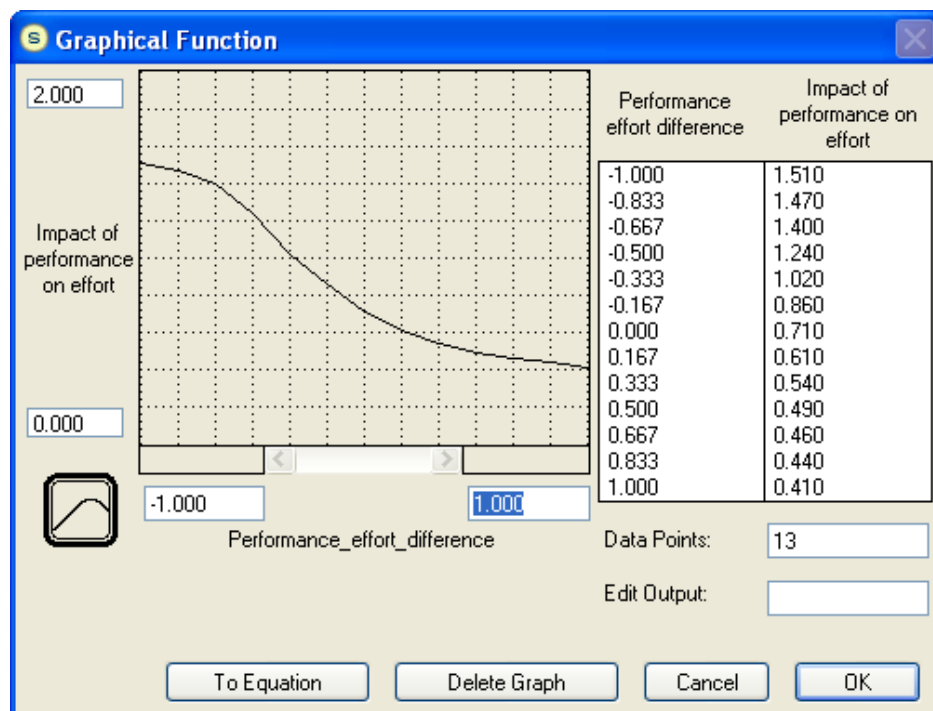 S Graphical Function
2.000
Impact of
performance
on effort
0.000
-1.000
1.000
Performance_effort_difference
Performance
effort difference
Impact of
performance on
effort
-1.000 1.510
-0.833 1.470
-0.667 1.400
-0.500 1.240
-0.333 1.020
-0.167 0.860
0.000 0.710
0.167 0.610
0.333 0.540
0.500 0.490
0.667 0.460
0.833 0.440
1.000 0.410
Data Points: 13
Edit Output:
To Equation Delete Graph Cancel OK